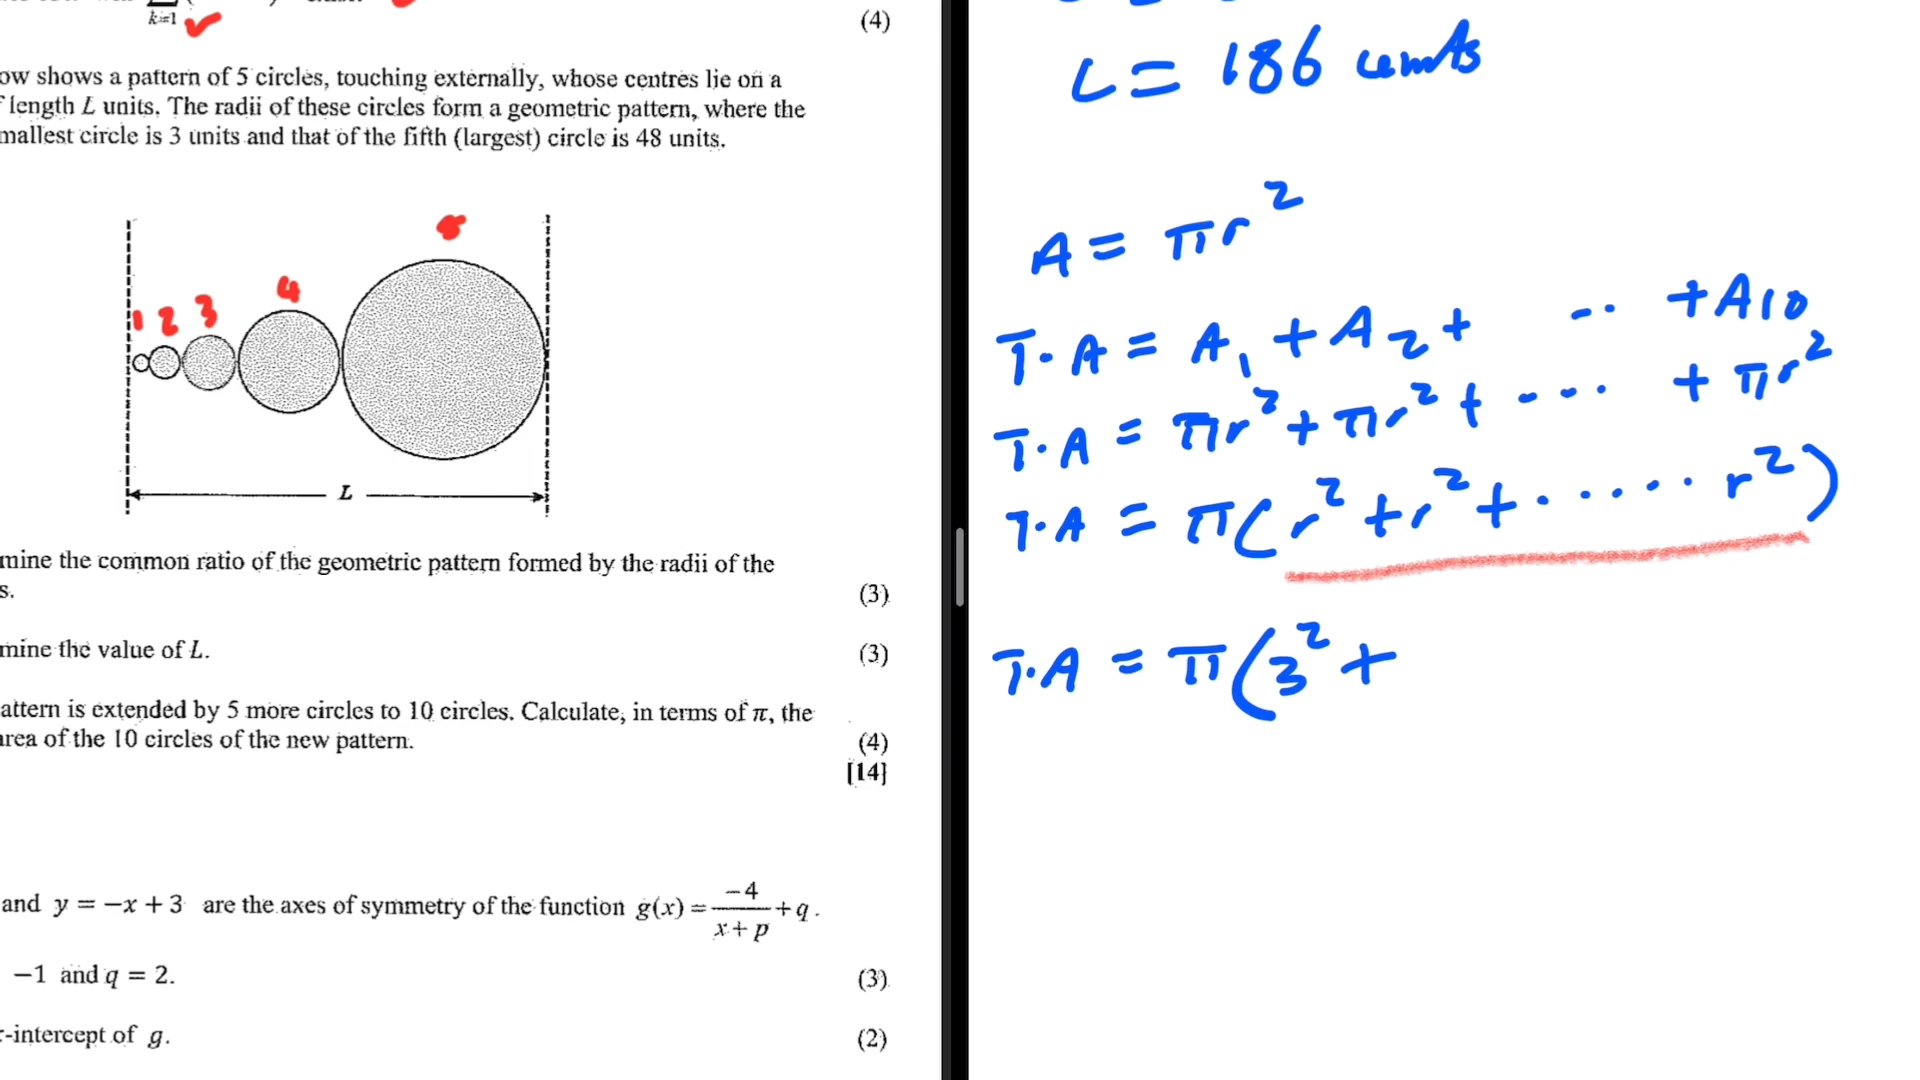 k=1
(4)
ow shows a pattern of 5 circles, touching externally, whose centres lie on a
length L units. The radii of these circles form a geometric pattern, where the
mallest circle is 3 units and that of the fifth (largest) circle is 48 units.
1 2 3 4 5
L
mine the common ratio of the geometric pattern formed by the radii of the
s.
(3)
mine the value of L.
(3)
attern is extended by 5 more circles to 10 circles. Calculate, in terms of π, the
area of the 10 circles of the new pattern.
(4)
[14]
and y = −x + 3 are the axes of symmetry of the function g(x) = −4/(x + p) + q.
−1 and q = 2.
(3)
-intercept of g.
(2)
L = 186 units
A = πr²
T.A = A₁ + A₂ + .. + A₁₀
T.A = πr² + πr² + ... + πr²
T.A = π(r² + r² + ...... r²)
T.A = π(3² +